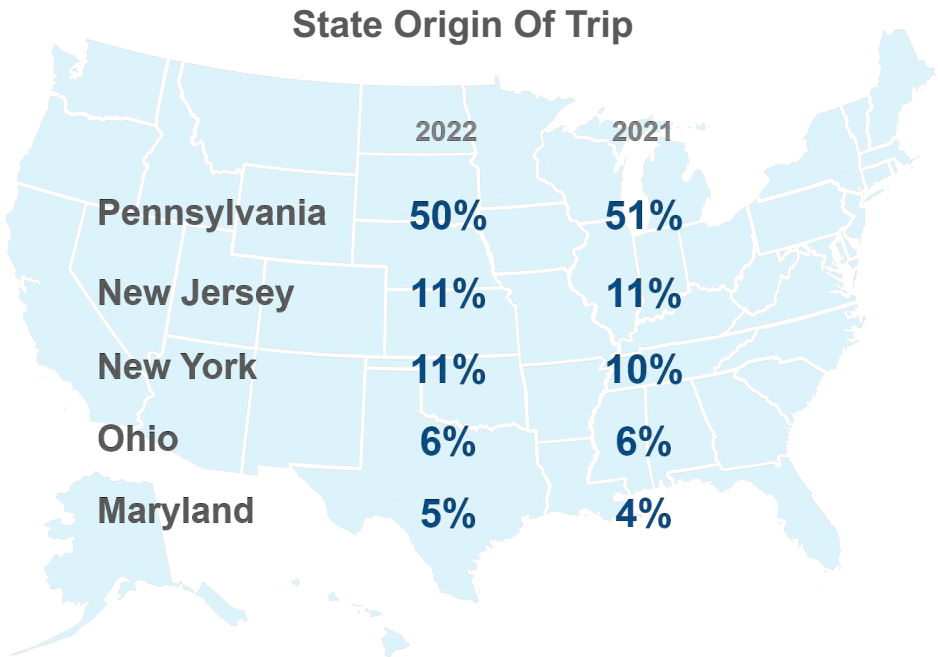 State Origin Of Trip
2022 2021
Pennsylvania 50% 51%
New Jersey 11% 11%
New York 11% 10%
Ohio 6% 6%
Maryland 5% 4%